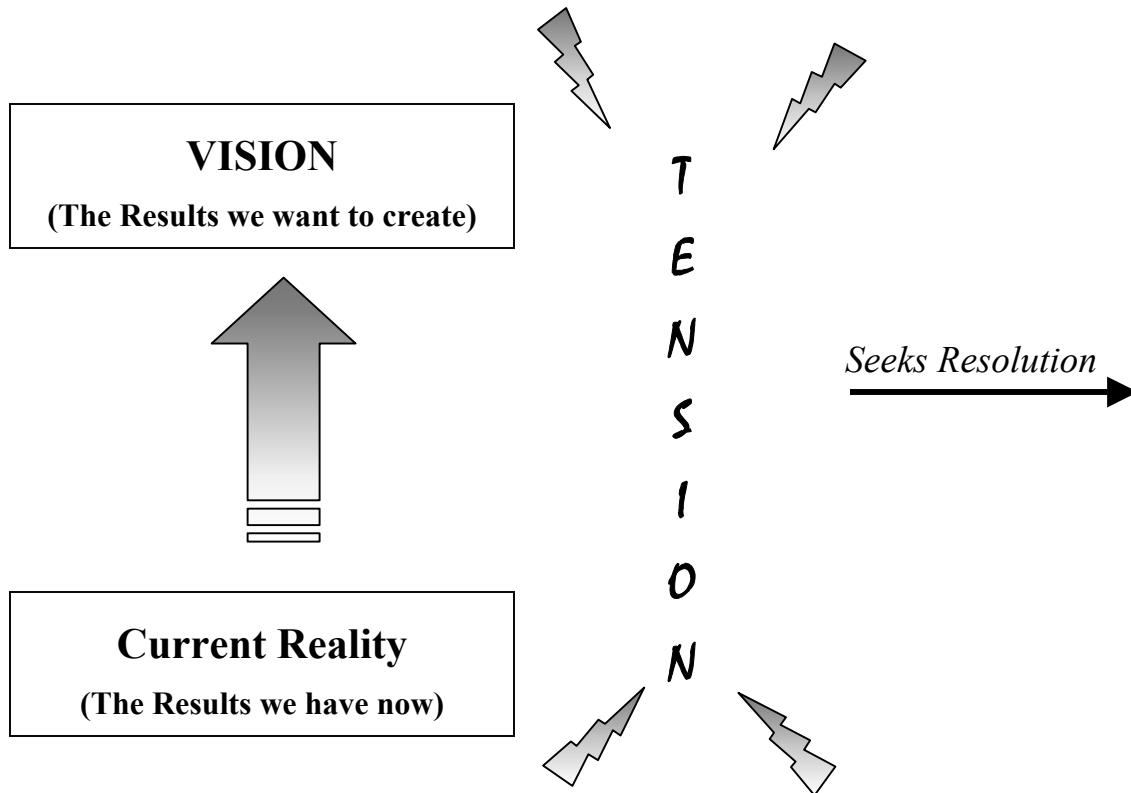 VISION
(The Results we want to create)
T
E
N
S
I
O
N
Seeks Resolution
Current Reality
(The Results we have now)